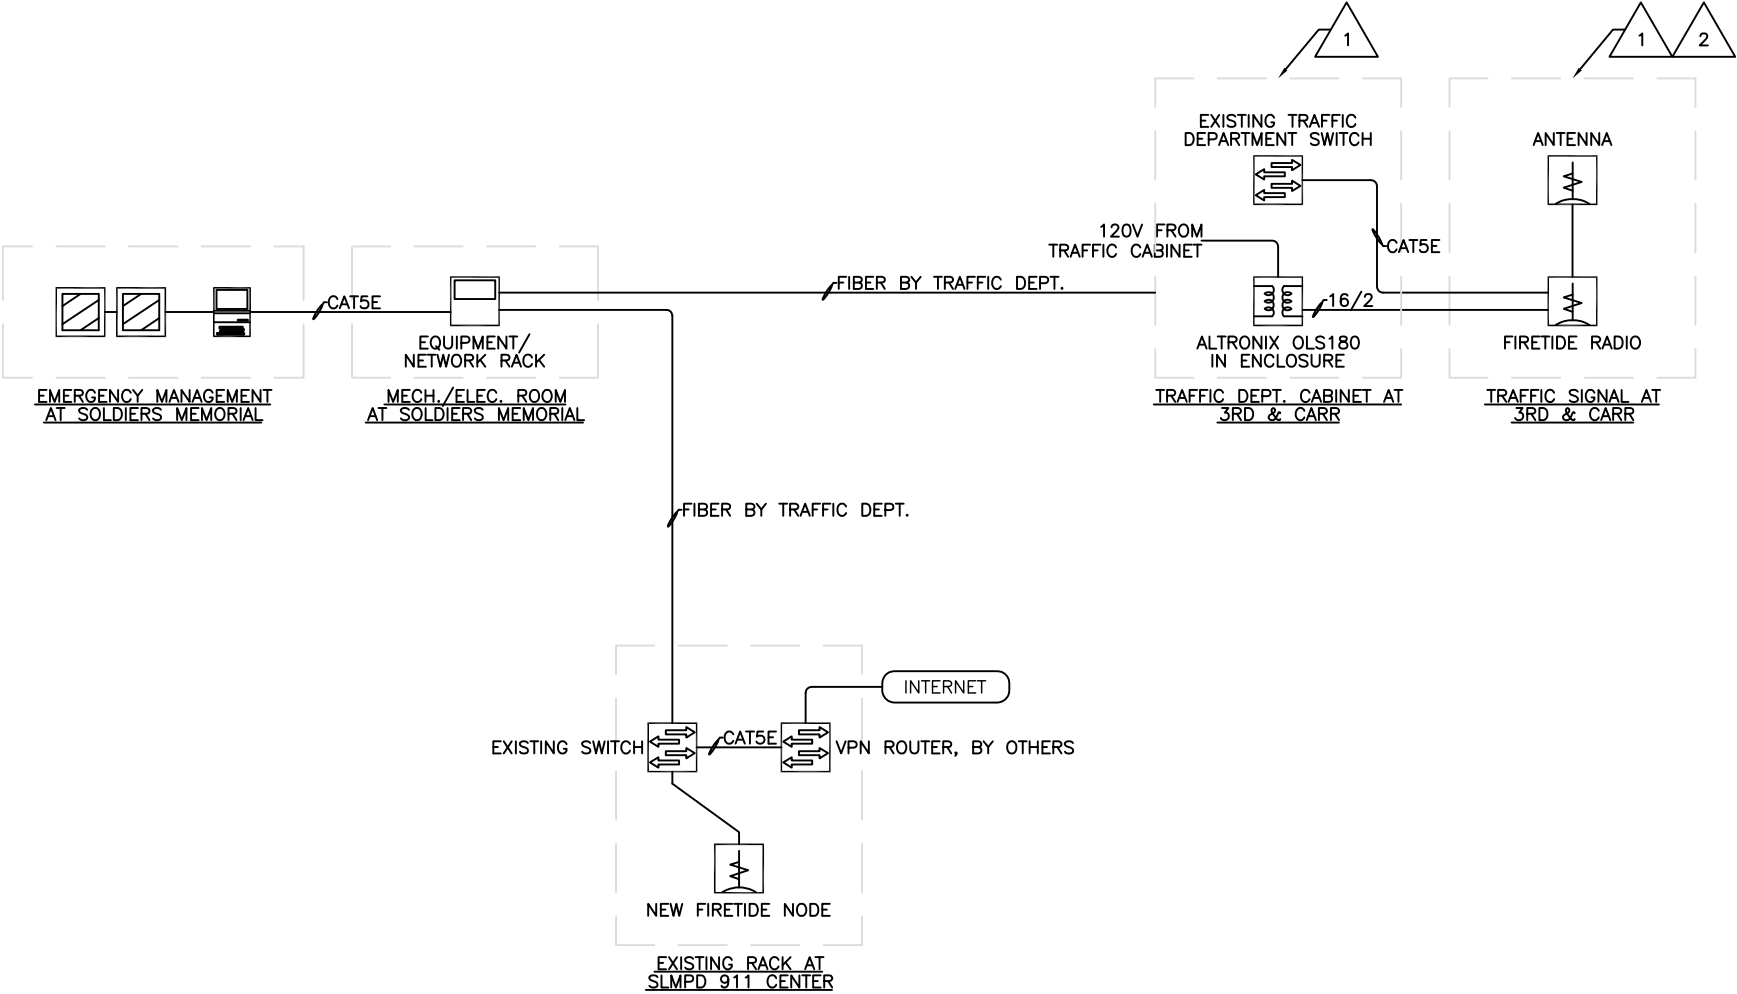 1
1
2
EXISTING TRAFFIC
DEPARTMENT SWITCH
ANTENNA
120V FROM
TRAFFIC CABINET
CAT5E
FIBER BY TRAFFIC DEPT.
CAT5E
16/2
EQUIPMENT/
NETWORK RACK
ALTRONIX OLS180
IN ENCLOSURE
FIRETIDE RADIO
EMERGENCY MANAGEMENT
AT SOLDIERS MEMORIAL
MECH./ELEC. ROOM
AT SOLDIERS MEMORIAL
TRAFFIC DEPT. CABINET AT
3RD & CARR
TRAFFIC SIGNAL AT
3RD & CARR
FIBER BY TRAFFIC DEPT.
INTERNET
EXISTING SWITCH
CAT5E
VPN ROUTER, BY OTHERS
NEW FIRETIDE NODE
EXISTING RACK AT
SLMPD 911 CENTER